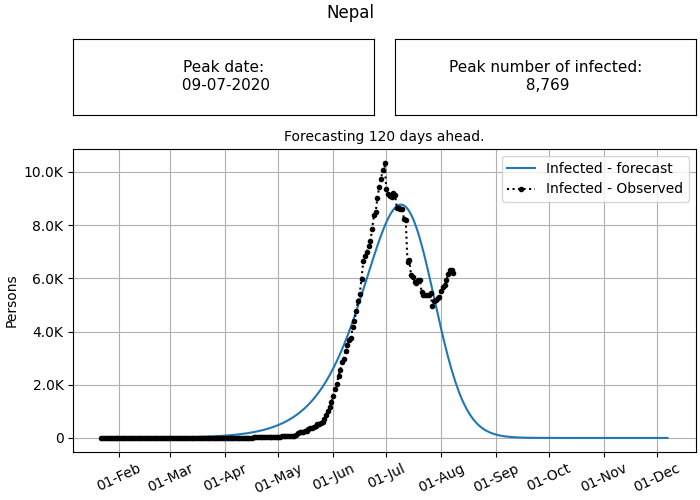 Nepal
Peak date:
09-07-2020
Peak number of infected:
8,769
Forecasting 120 days ahead.
Infected - forecast
Infected - Observed
10.0K
8.0K
6.0K
4.0K
2.0K
0
Persons
01-Feb
01-Mar
01-Apr
01-May
01-Jun
01-Jul
01-Aug
01-Sep
01-Oct
01-Nov
01-Dec